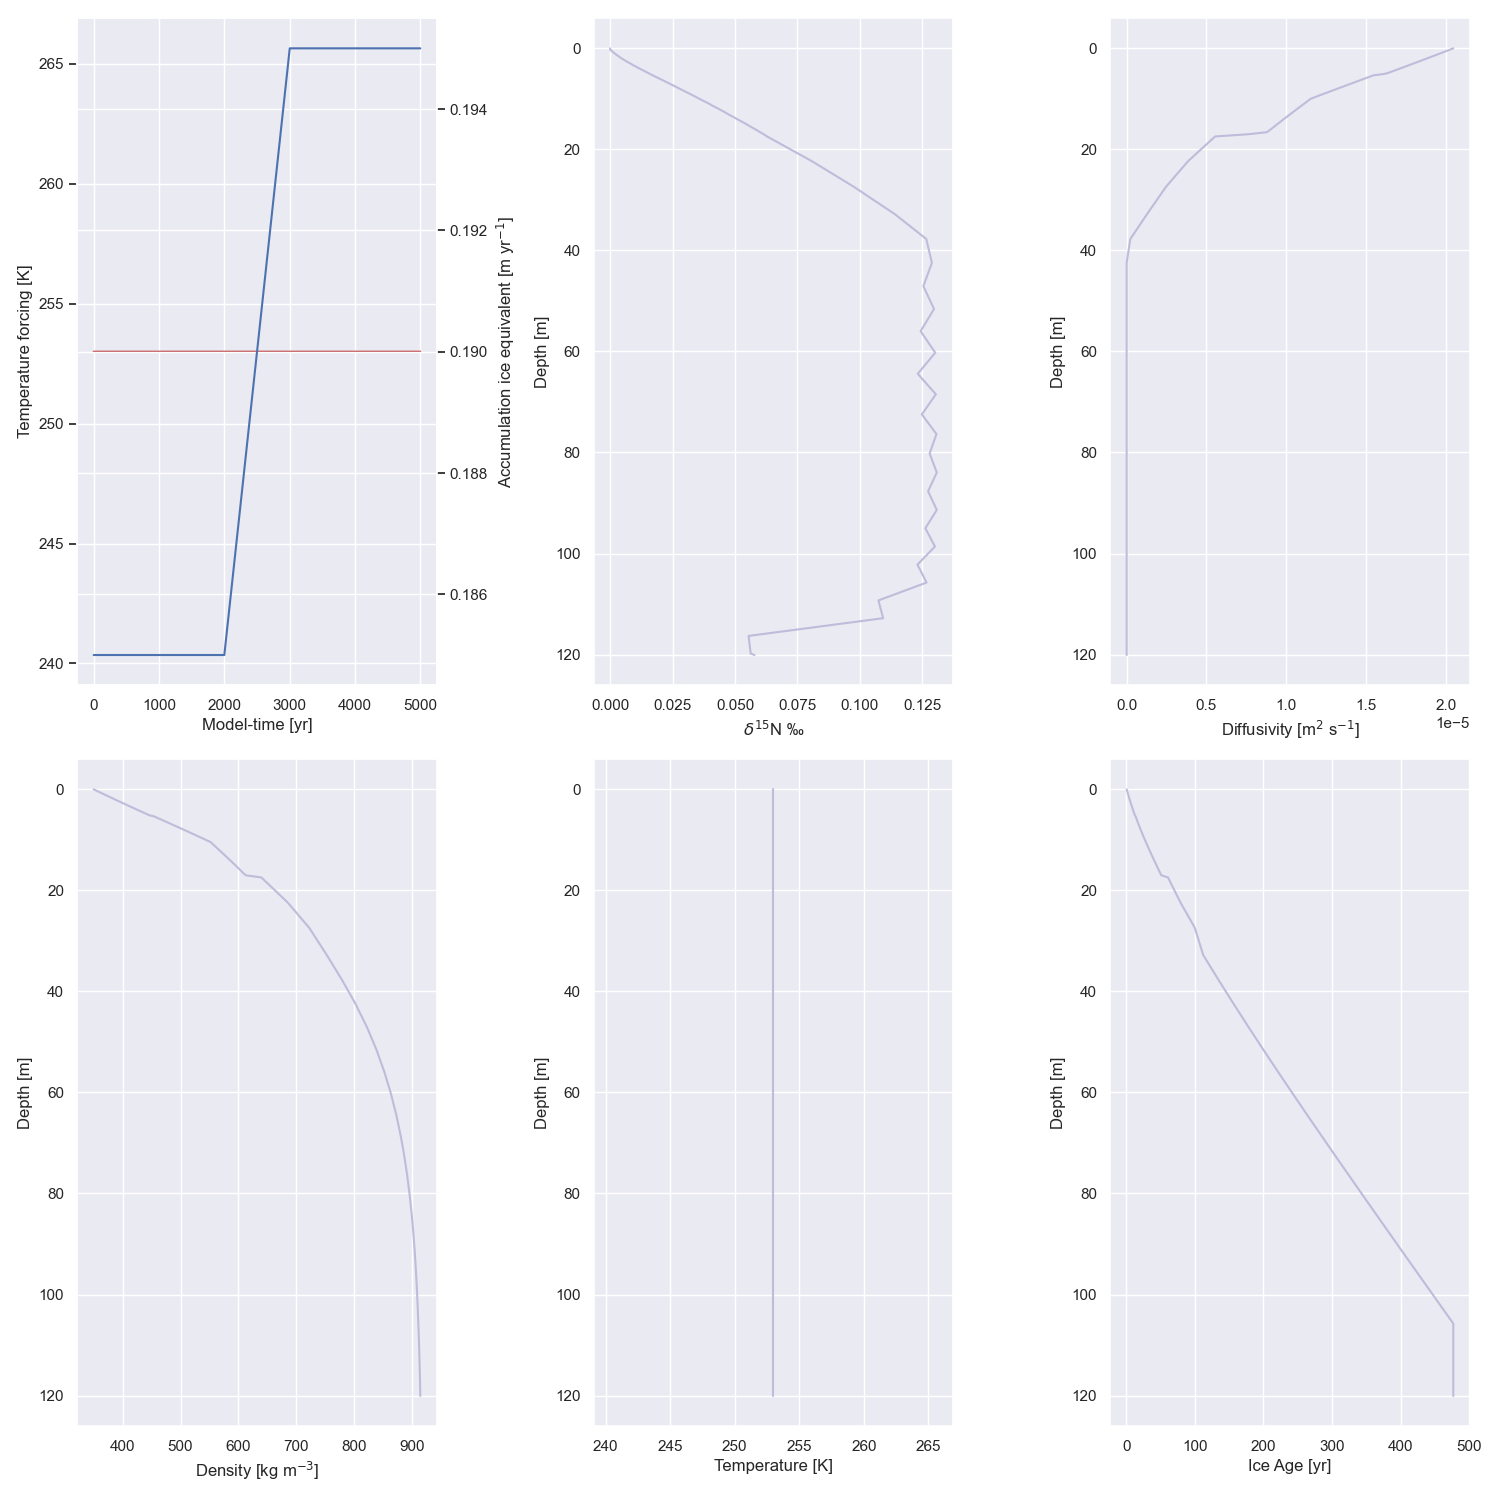 265
260
255
250
245
240
Temperature forcing [K]
0.194
0.192
0.190
0.188
0.186
Accumulation ice equivalent [m yr⁻¹]
0 1000 2000 3000 4000 5000
Model-time [yr]
0
20
40
60
80
100
120
Depth [m]
0.000 0.025 0.050 0.075 0.100 0.125
δ¹⁵N ‰
0
20
40
60
80
100
120
Depth [m]
0.0 0.5 1.0 1.5 2.0
1e−5
Diffusivity [m² s⁻¹]
0
20
40
60
80
100
120
Depth [m]
400 500 600 700 800 900
Density [kg m⁻³]
0
20
40
60
80
100
120
Depth [m]
240 245 250 255 260 265
Temperature [K]
0
20
40
60
80
100
120
Depth [m]
0 100 200 300 400 500
Ice Age [yr]